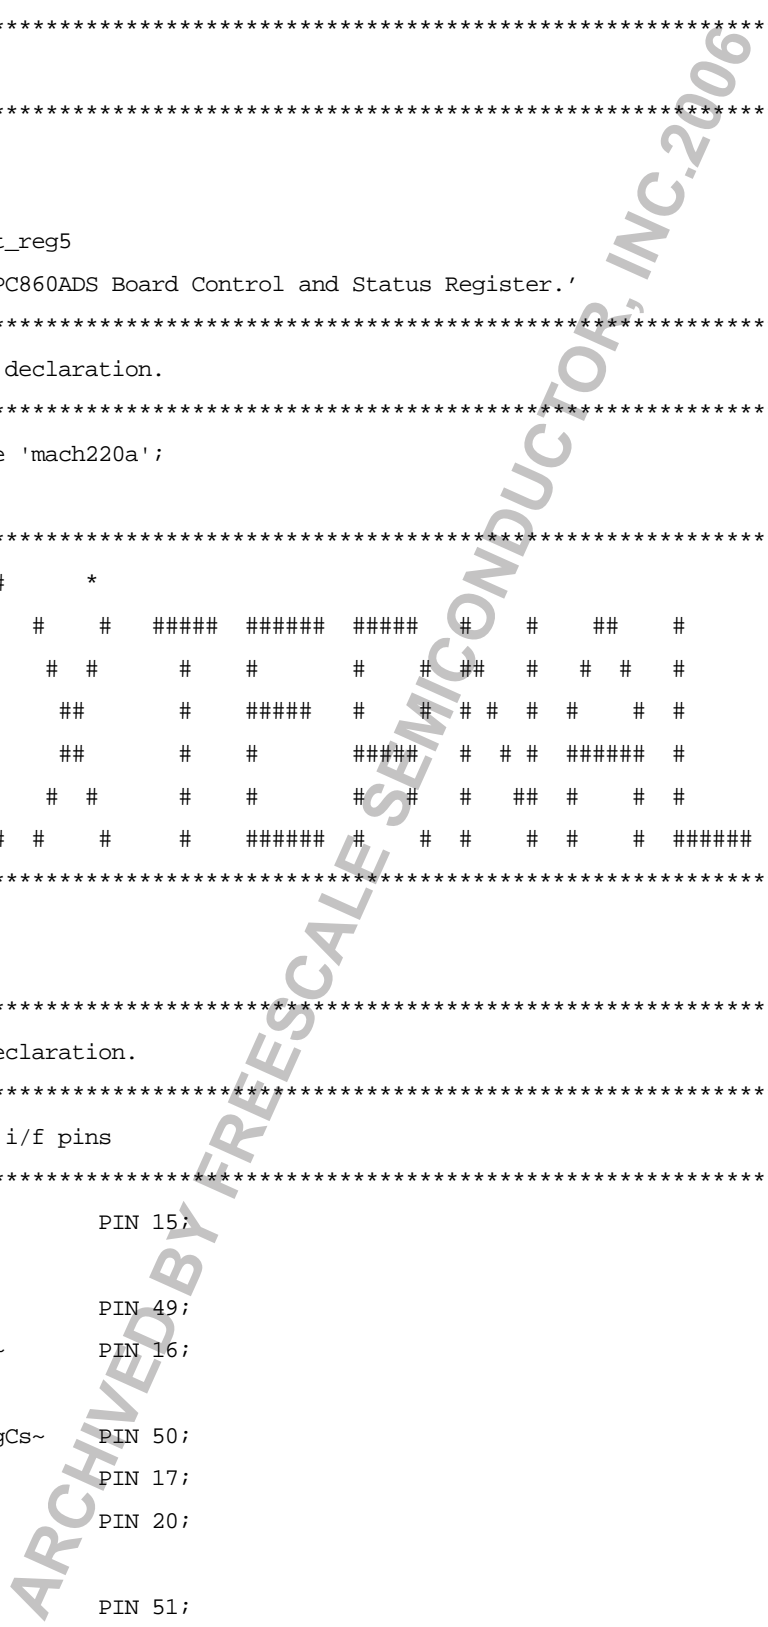 ************************************************************
************************************************************
t_reg5
PC860ADS Board Control and Status Register.’
************************************************************
declaration.
************************************************************
e 'mach220a';
************************************************************
#      *
#    #   #####  ######  #####   #    #    ##    #
#  #      #    #       #    #  ##   #   #  #   #
##       #    #####   #    #  # #  #  #    #  #
##       #    #       #####   #  # #  ######  #
#  #      #    #       #   #   #   ##  #    #  #
#  #    #     #    ######  #    #  #    #  #    #  ######
************************************************************
************************************************************
eclaration.
************************************************************
i/f pins
************************************************************
PIN 15;
PIN 49;
~ PIN 16;
gCs~ PIN 50;
PIN 17;
PIN 20;
PIN 51;
ARCHIVED BY FREESCALE SEMICONDUCTOR, INC. 2006